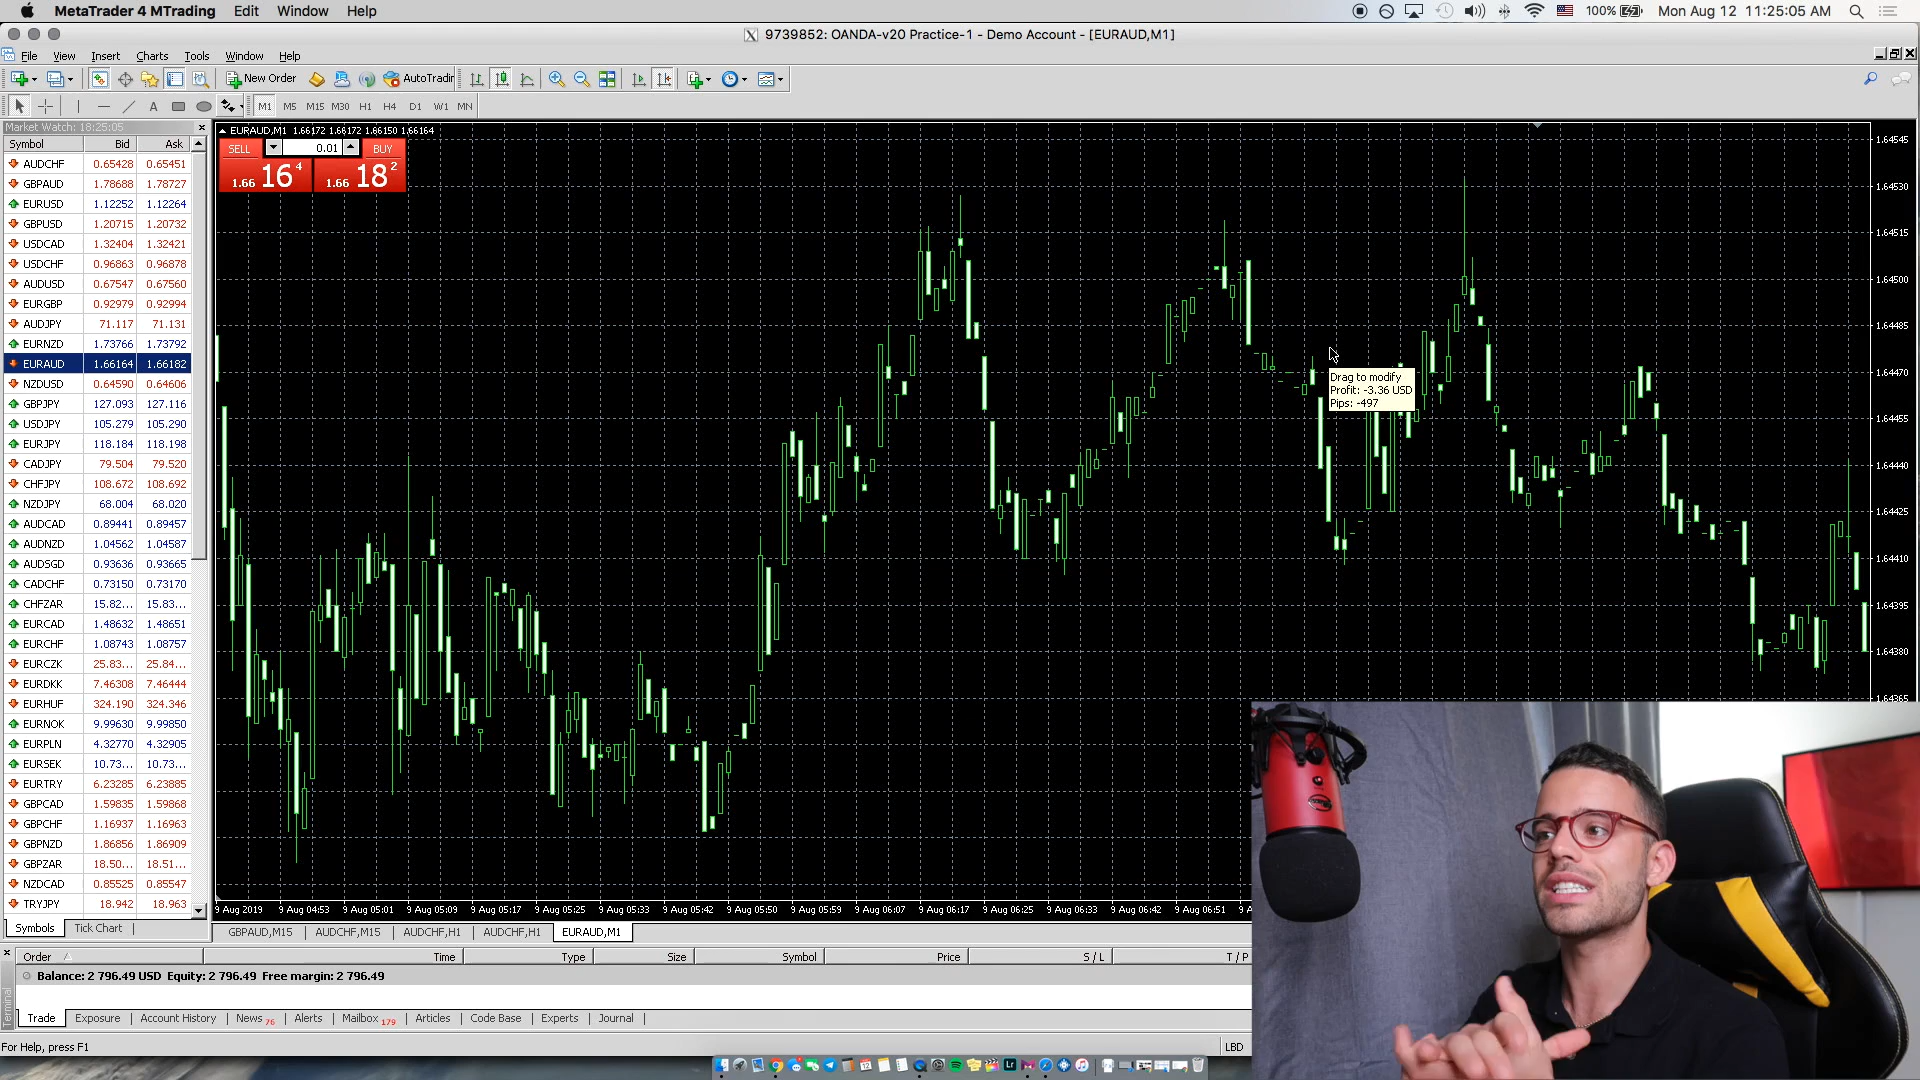 MetaTrader 4 MTrading Edit Window Help 100% Mon Aug 12 11:25:05 AM
9739852: OANDA-v20 Practice-1 - Demo Account - [EURAUD,M1]
File View Insert Charts Tools Window Help
New Order AutoTradin
A M1 M5 M15 M30 H1 H4 D1 W1 MN
Market Watch: 18:25:05
Symbol Bid Ask
AUDCHF 0.65428 0.65451
GBPAUD 1.78688 1.78727
EURUSD 1.12252 1.12264
GBPUSD 1.20715 1.20732
USDCAD 1.32404 1.32421
USDCHF 0.96863 0.96878
AUDUSD 0.67547 0.67560
EURGBP 0.92979 0.92994
AUDJPY 71.117 71.131
EURNZD 1.73766 1.73792
EURAUD 1.66164 1.66182
NZDUSD 0.64590 0.64606
GBPJPY 127.093 127.116
USDJPY 105.279 105.290
EURJPY 118.184 118.198
CADJPY 79.504 79.520
CHFJPY 108.672 108.692
NZDJPY 68.004 68.020
AUDCAD 0.89441 0.89457
AUDNZD 1.04562 1.04587
AUDSGD 0.93636 0.93665
CADCHF 0.73150 0.73170
CHFZAR 15.82... 15.83...
EURCAD 1.48632 1.48651
EURCHF 1.08743 1.08757
EURCZK 25.83... 25.84...
EURDKK 7.46308 7.46444
EURHUF 324.190 324.346
EURNOK 9.99630 9.99850
EURPLN 4.32770 4.32905
EURSEK 10.73... 10.73...
EURTRY 6.23285 6.23885
GBPCAD 1.59835 1.59868
GBPCHF 1.16937 1.16963
GBPNZD 1.86856 1.86909
GBPZAR 18.50... 18.51...
NZDCAD 0.85525 0.85547
TRYJPY 18.942 18.963
Symbols Tick Chart
EURAUD,M1 1.66172 1.66172 1.66150 1.66164
SELL 0.01 BUY
1.66 16 4 1.66 18 2
Drag to modify
Profit: -3.36 USD
Pips: -497
1.64545
1.64530
1.64515
1.64500
1.64485
1.64470
1.64455
1.64440
1.64425
1.64410
1.64395
1.64380
1.64365
9 Aug 2019 9 Aug 04:53 9 Aug 05:01 9 Aug 05:09 9 Aug 05:17 9 Aug 05:25 9 Aug 05:33 9 Aug 05:42 9 Aug 05:50 9 Aug 05:59 9 Aug 06:07 9 Aug 06:17 9 Aug 06:25 9 Aug 06:33 9 Aug 06:42 9 Aug 06:51
GBPAUD,M15 AUDCHF,M15 AUDCHF,H1 AUDCHF,H1 EURAUD,M1
Order Time Type Size Symbol Price S / L T / P
Balance: 2 796.49 USD Equity: 2 796.49 Free margin: 2 796.49
Terminal
Trade Exposure Account History News 76 Alerts Mailbox 179 Articles Code Base Experts Journal
For Help, press F1 LBD